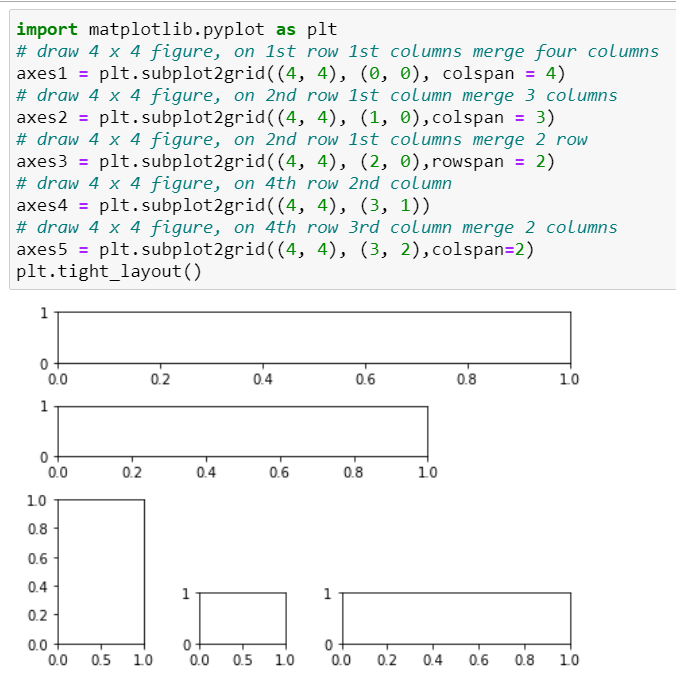 import matplotlib.pyplot as plt
# draw 4 x 4 figure, on 1st row 1st columns merge four columns
axes1 = plt.subplot2grid((4, 4), (0, 0), colspan = 4)
# draw 4 x 4 figure, on 2nd row 1st column merge 3 columns
axes2 = plt.subplot2grid((4, 4), (1, 0),colspan = 3)
# draw 4 x 4 figure, on 2nd row 1st columns merge 2 row
axes3 = plt.subplot2grid((4, 4), (2, 0),rowspan = 2)
# draw 4 x 4 figure, on 4th row 2nd column
axes4 = plt.subplot2grid((4, 4), (3, 1))
# draw 4 x 4 figure, on 4th row 3rd column merge 2 columns
axes5 = plt.subplot2grid((4, 4), (3, 2),colspan=2)
plt.tight_layout()
1
0
0.0 0.2 0.4 0.6 0.8 1.0
1
0
0.0 0.2 0.4 0.6 0.8 1.0
1.0
0.8
0.6
0.4
0.2
0.0
0.0 0.5 1.0
1
0
0.0 0.5 1.0
1
0
0.0 0.2 0.4 0.6 0.8 1.0